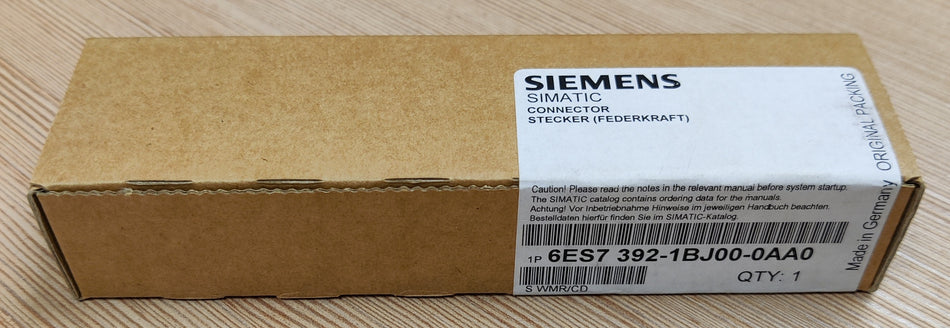 SIEMENS
SIMATIC
CONNECTOR
STECKER (FEDERKRAFT)
Caution! Please read the notes in the relevant manual before system startup.
The SIMATIC catalog contains ordering data for the manuals.
Achtung! Vor Inbetriebnahme Hinweise im jeweiligen Handbuch beachten.
Bestelldaten hierfür finden Sie im SIMATIC-Katalog.
1P 6ES7 392-1BJ00-0AA0
QTY: 1
S WMR/CD
Made in Germany ORIGINAL PACKING